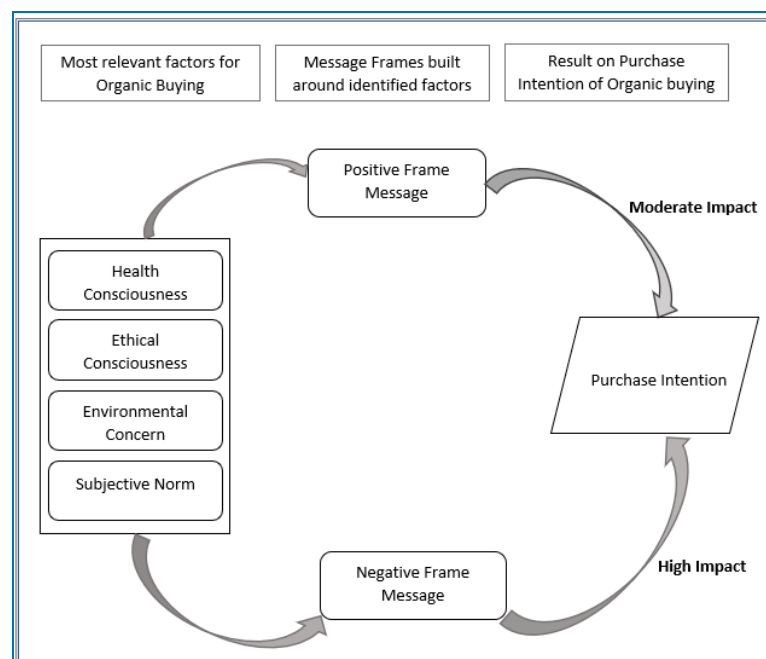 Most relevant factors for
Organic Buying
Message Frames built
around identified factors
Result on Purchase
Intention of Organic buying
Positive Frame
Message
Moderate Impact
Health
Consciousness
Ethical
Consciousness
Environmental
Concern
Subjective Norm
Purchase Intention
Negative Frame
Message
High Impact